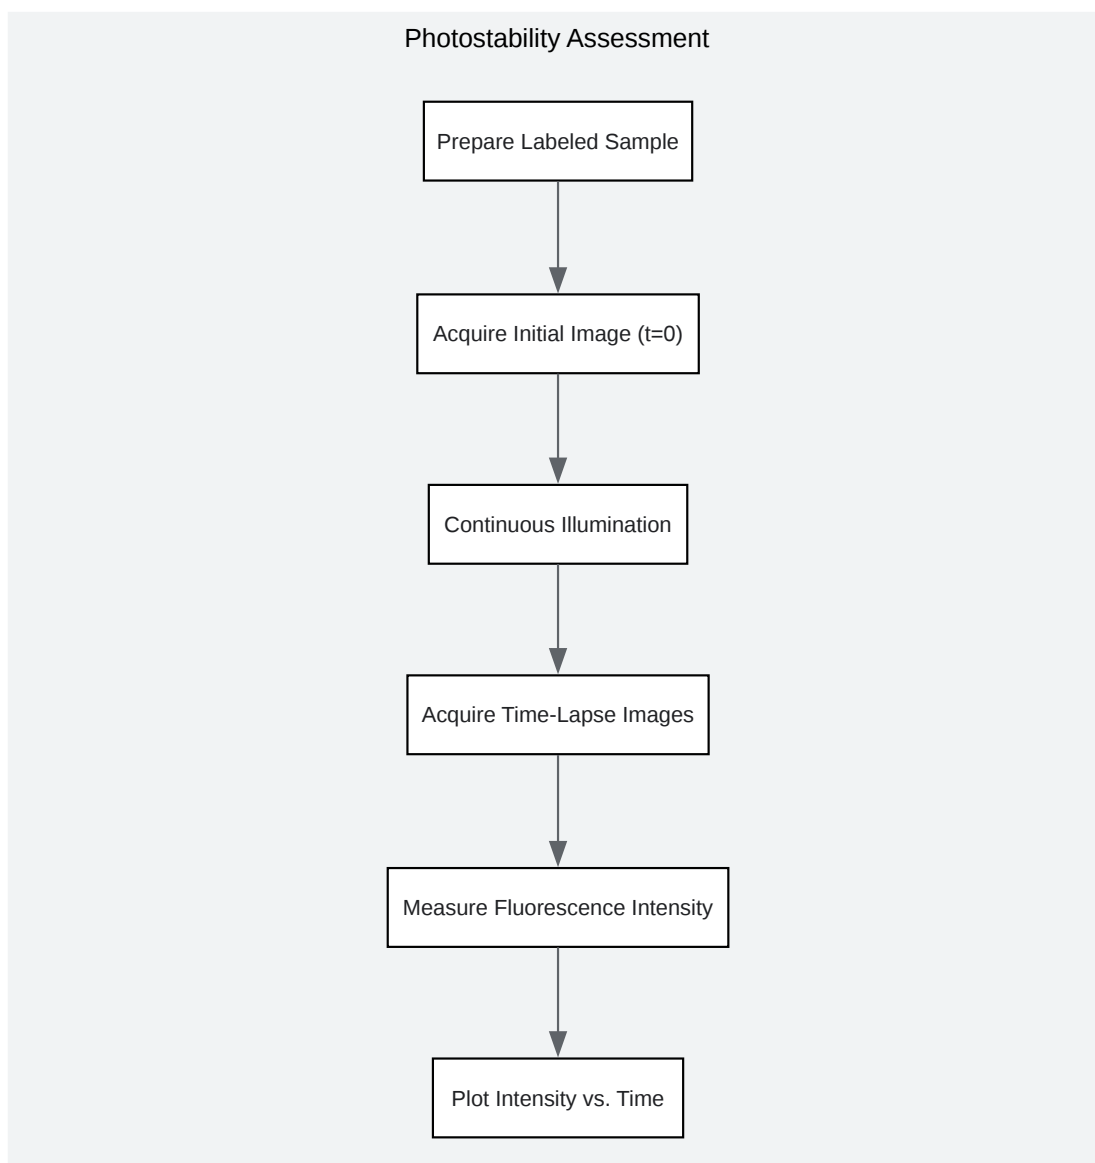 Photostability Assessment
Prepare Labeled Sample
Acquire Initial Image (t=0)
Continuous Illumination
Acquire Time-Lapse Images
Measure Fluorescence Intensity
Plot Intensity vs. Time